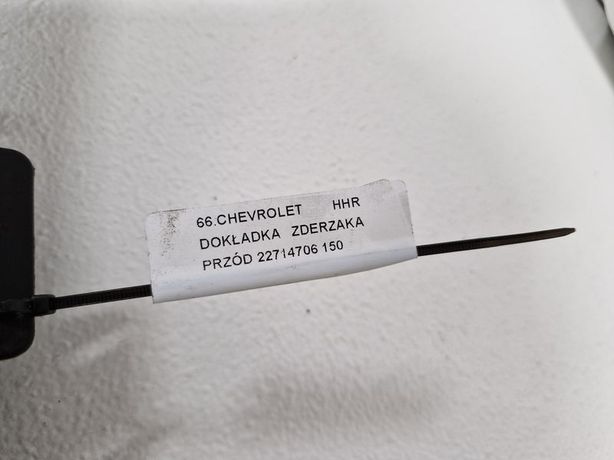 66.CHEVROLET HHR
DOKŁADKA ZDERZAKA
PRZÓD 22714706 150